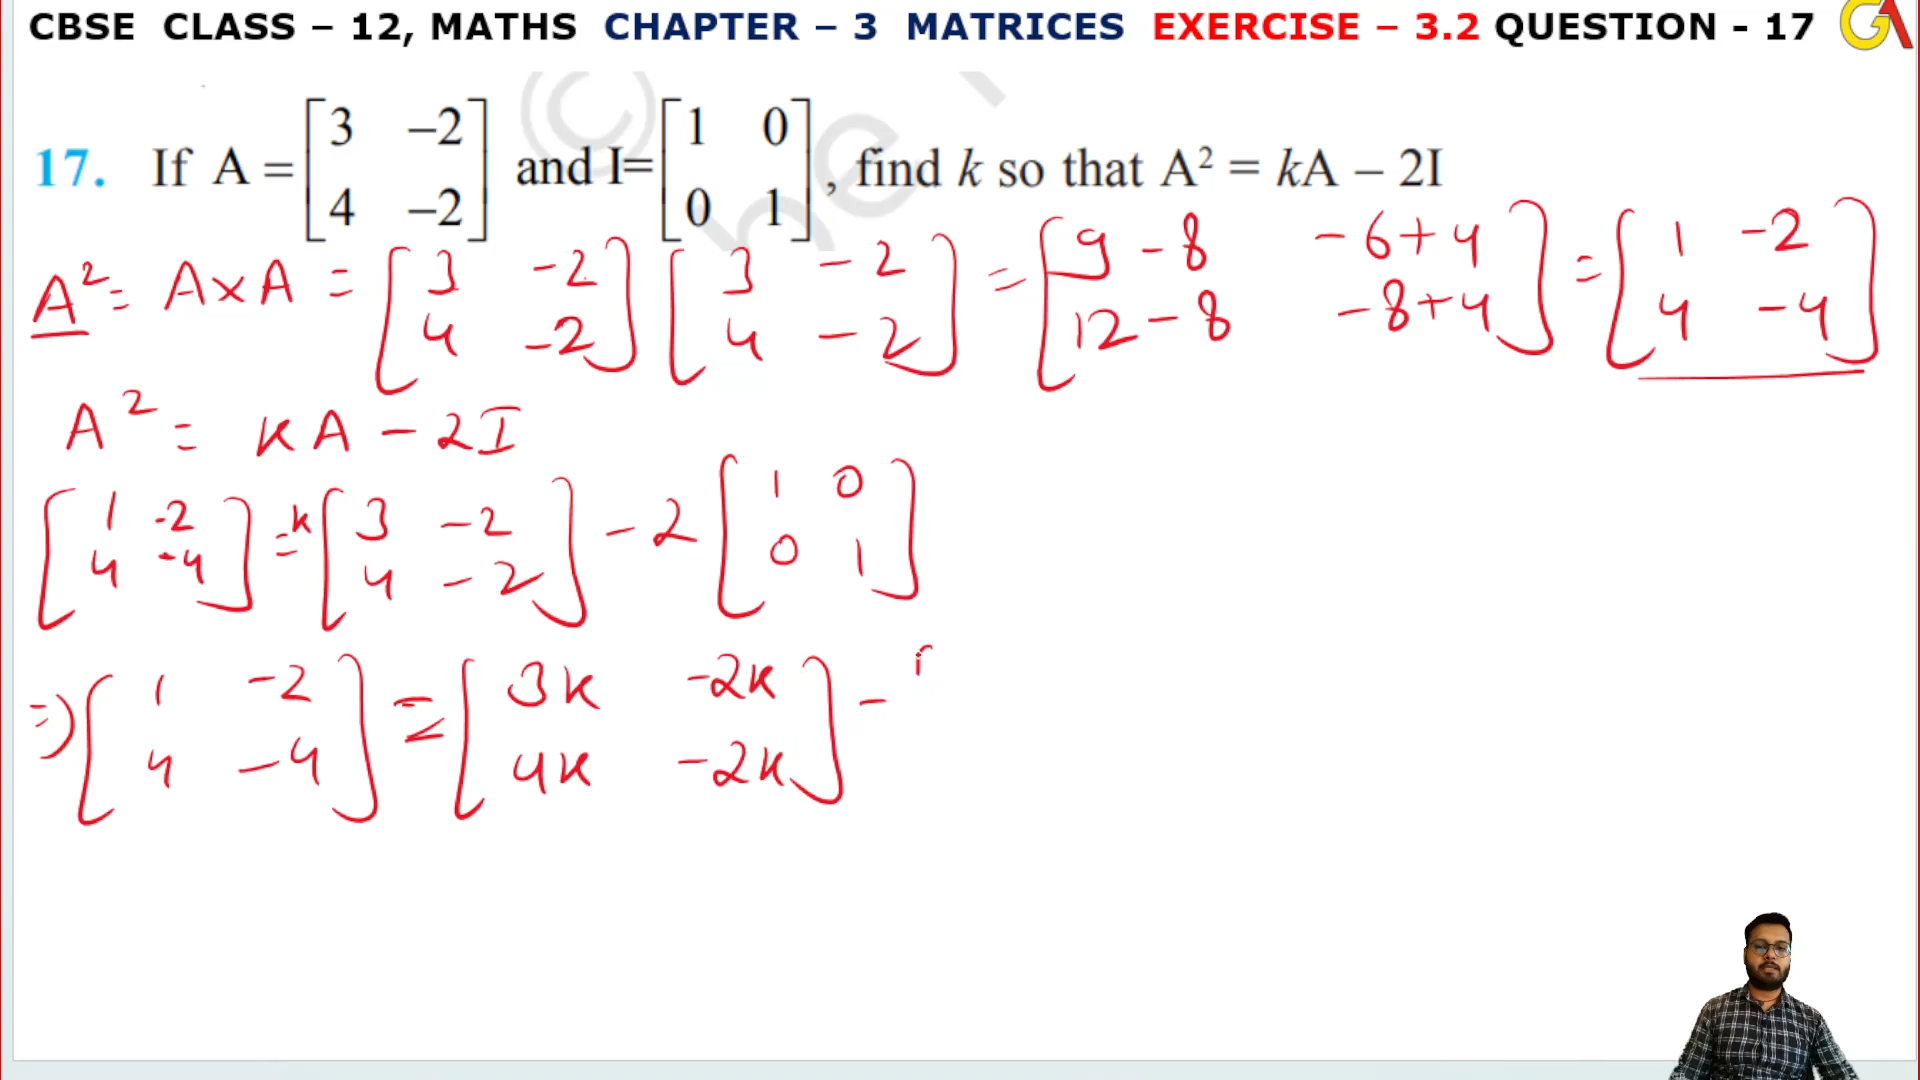 CBSE CLASS – 12, MATHS CHAPTER – 3 MATRICES EXERCISE – 3.2 QUESTION - 17 GA
17. If A = [3 –2; 4 –2] and I= [1 0; 0 1], find k so that A² = kA – 2I
A² = A×A = [3 -2; 4 -2] [3 -2; 4 -2] = [9-8 -6+4; 12-8 -8+4] = [1 -2; 4 -4]
A² = KA - 2I
[1 -2; 4 -4] = k [3 -2; 4 -2] - 2 [1 0; 0 1]
=) [1 -2; 4 -4] = [3K -2K; 4K -2K] -